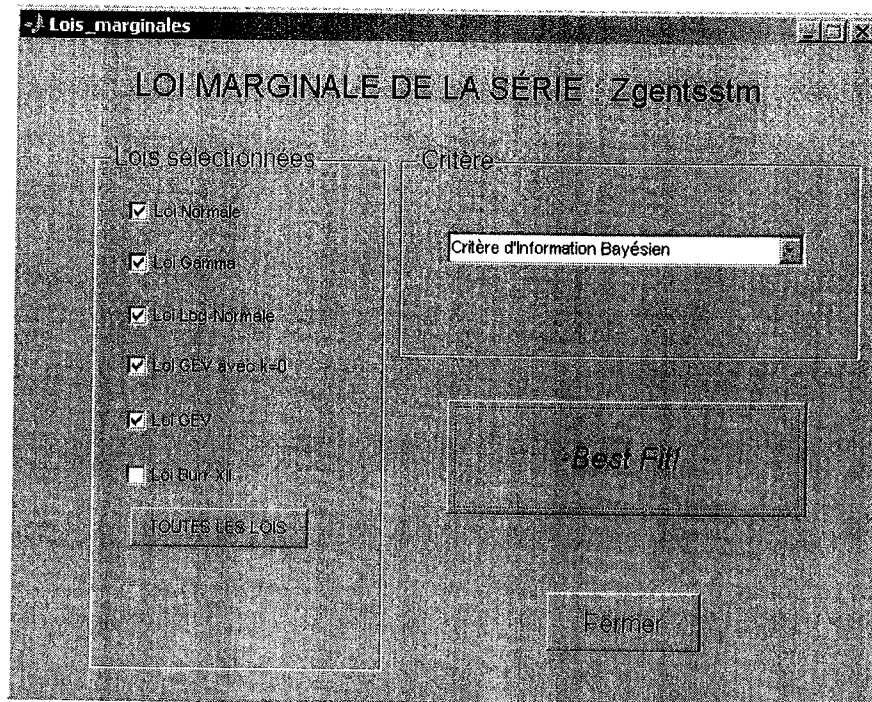 Lois_marginales
LOI MARGINALE DE LA SÉRIE : Zgentsstm
Lois sélectionnées
Loi Normale
Loi Gamma
Loi Log-Normale
Loi GEV avec k=0
Loi GEV
Loi Burr XII
TOUTES LES LOIS
Critère
Critère d'Information Bayésien
Best Fit!
Fermer